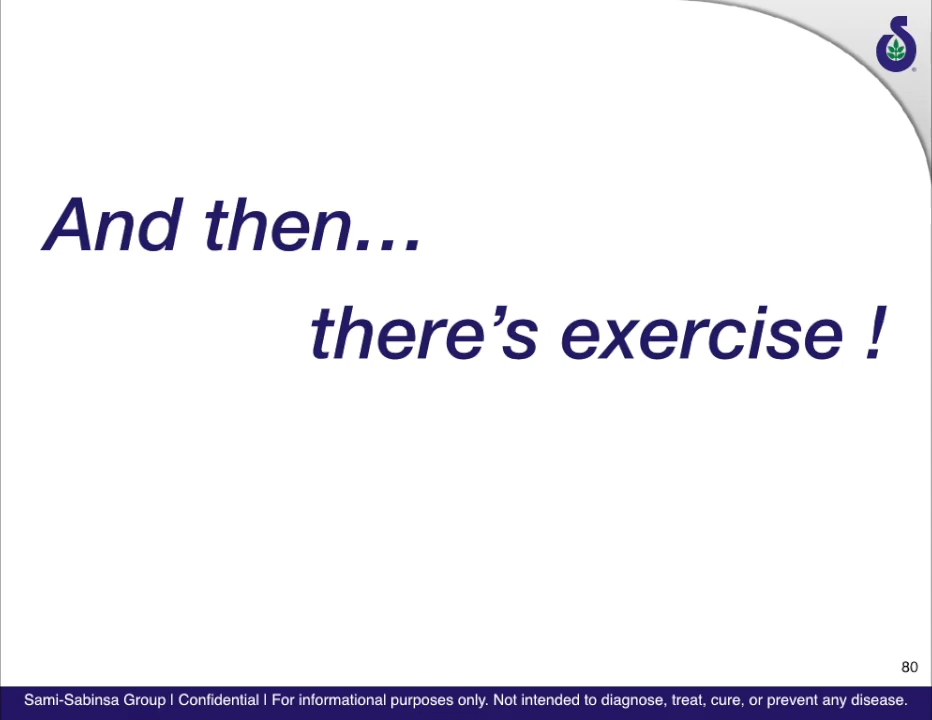 And then…
there’s exercise !
80
Sami-Sabinsa Group | Confidential | For informational purposes only. Not intended to diagnose, treat, cure, or prevent any disease.